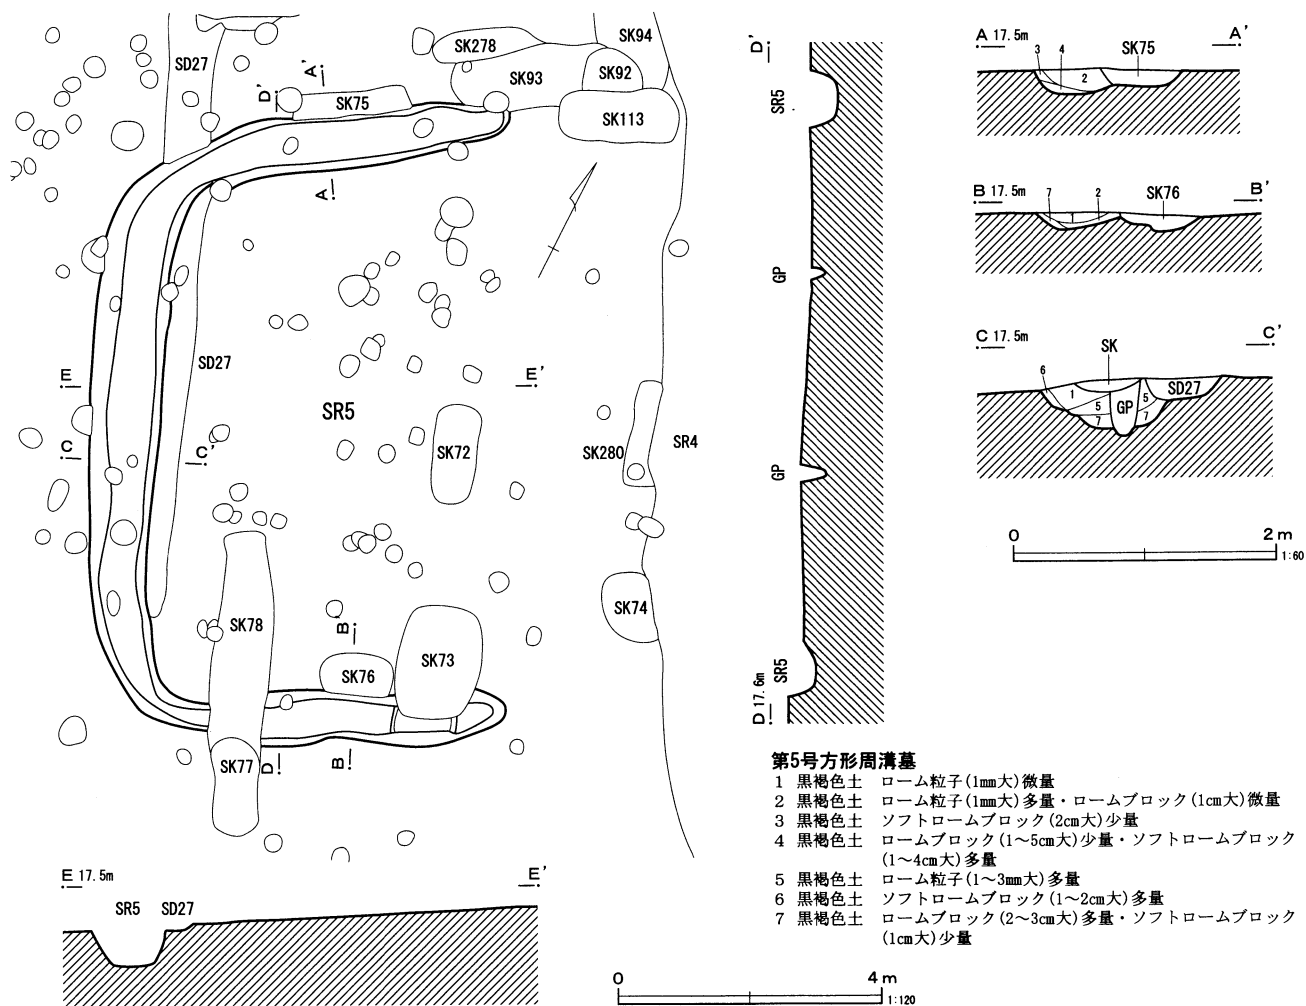 SK278
SK94
SD27
SK93
SK92
A'
D'
SK75
SK113
A
E
E'
SD27
SR5
C
C'
SK72
SK280
SR4
SK74
SK78
B'
SK76
SK73
SK77
D
B
E 17.5m
E'
SR5
SD27
D'
SR5
GP
GP
SR5
D 17.6m
A 17.5m
A'
3
4
2
SK75
B 17.5m
B'
7
2
1
SK76
C 17.5m
C'
6
SK
1
5
GP
5
SD27
7
7
0
2m
1:60
第5号方形周溝墓
1 黒褐色土 ローム粒子(1mm大)微量
2 黒褐色土 ローム粒子(1mm大)多量・ロームブロック(1cm大)微量
3 黒褐色土 ソフトロームブロック(2cm大)少量
4 黒褐色土 ロームブロック(1～5cm大)少量・ソフトロームブロック
(1～4cm大)多量
5 黒褐色土 ローム粒子(1～3mm大)多量
6 黒褐色土 ソフトロームブロック(1～2cm大)多量
7 黒褐色土 ロームブロック(2～3cm大)多量・ソフトロームブロック
(1cm大)少量
0
4m
1:120